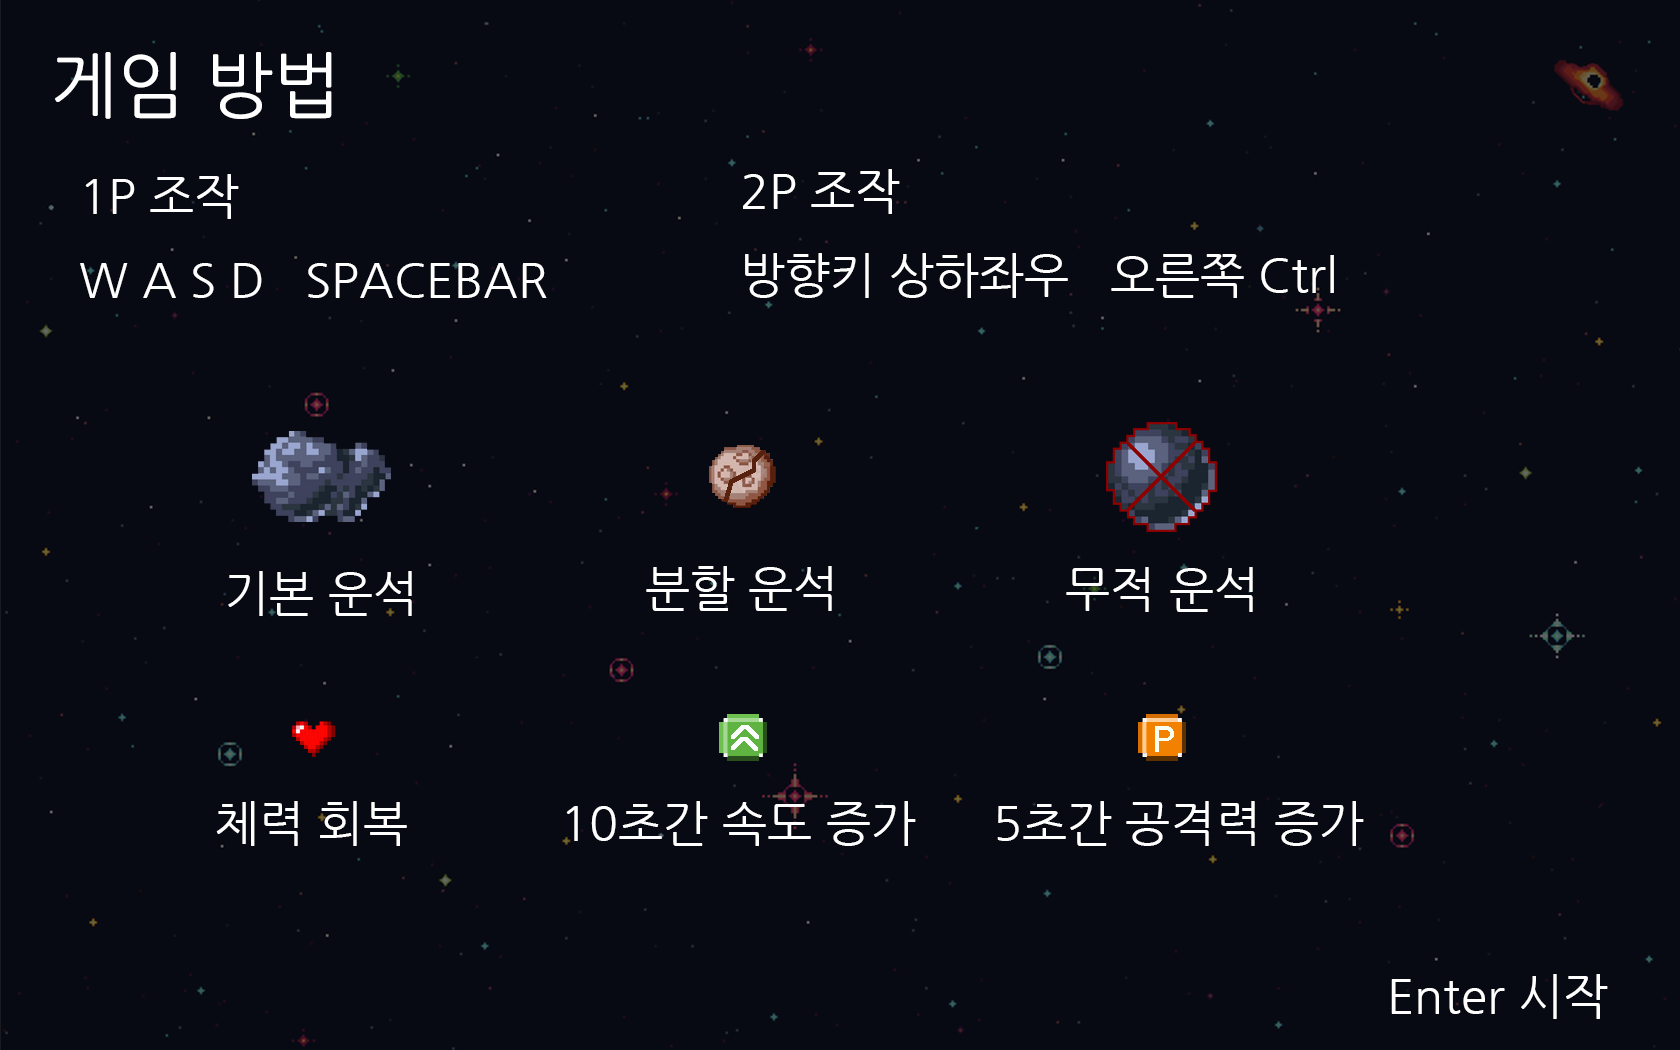 게임 방법
1P 조작
W A S D SPACEBAR
2P 조작
방향키 상하좌우 오른쪽 Ctrl
기본 운석
분할 운석
무적 운석
P
체력 회복
10초간 속도 증가
5초간 공격력 증가
Enter 시작